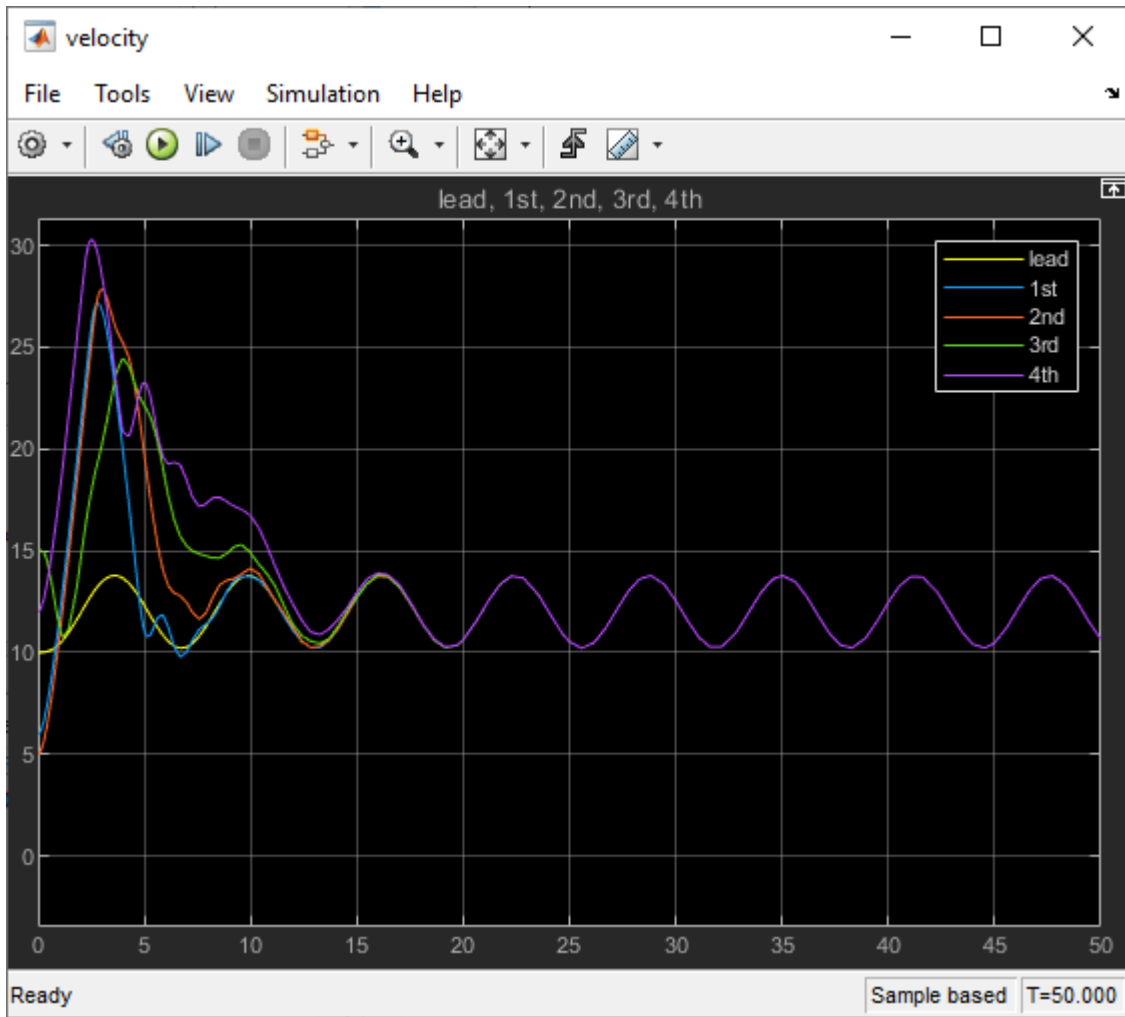 velocity
File Tools View Simulation Help
lead, 1st, 2nd, 3rd, 4th
30
25
20
15
10
5
0
lead
1st
2nd
3rd
4th
0 5 10 15 20 25 30 35 40 45 50
Ready Sample based T=50.000